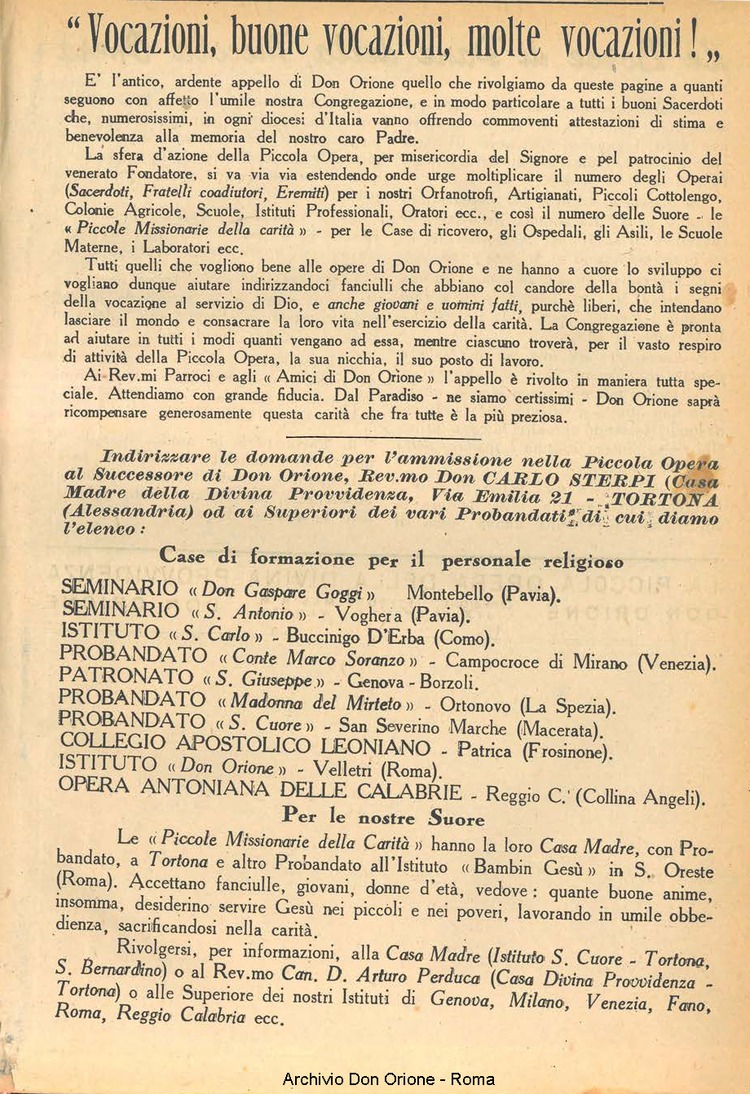 “ Vocazioni, buone vocazioni, molte vocazioni ! „
E' l'antico, ardente appello di Don Orione quello che rivolgiamo da queste pagine a quanti
seguono con affetto l'umile nostra Congregazione, e in modo particolare a tutti i buoni Sacerdoti
che, numerosissimi, in ogni diocesi d'Italia vanno offrendo commoventi attestazioni di stima e
benevolenza alla memoria del nostro caro Padre.
La sfera d'azione della Piccola Opera, per misericordia del Signore e pel patrocinio del
venerato Fondatore, si va via via estendendo onde urge moltiplicare il numero degli Operai
(Sacerdoti, Fratelli coadiutori, Eremiti) per i nostri Orfanotrofi, Artigianati, Piccoli Cottolengo,
Colonie Agricole, Scuole, Istituti Professionali, Oratori ecc., e così il numero delle Suore - le
« Piccole Missionarie della carità » - per le Case di ricovero, gli Ospedali, gli Asili, le Scuole
Materne, i Laboratori ecc.
Tutti quelli che vogliono bene alle opere di Don Orione e ne hanno a cuore lo sviluppo ci
vogliano dunque aiutare indirizzandoci fanciulli che abbiano col candore della bontà i segni
della vocazione al servizio di Dio, e anche giovani e uomini fatti, purchè liberi, che intendano
lasciare il mondo e consacrare la loro vita nell'esercizio della carità. La Congregazione è pronta
ad aiutare in tutti i modi quanti vengano ad essa, mentre ciascuno troverà, per il vasto respiro
di attività della Piccola Opera, la sua nicchia, il suo posto di lavoro.
Ai Rev.mi Parroci e agli « Amici di Don Orione » l'appello è rivolto in maniera tutta spe-
ciale. Attendiamo con grande fiducia. Dal Paradiso - ne siamo certissimi - Don Orione saprà
ricompensare generosamente questa carità che fra tutte è la più preziosa.
Indirizzare le domande per l'ammissione nella Piccola Opera
al Successore di Don Orione, Rev.mo Don CARLO STERPI (Casa
Madre della Divina Provvidenza, Via Emilia 21 - TORTONA
(Alessandria) od ai Superiori dei vari Probandati di cui diamo
l'elenco :
Case di formazione per il personale religioso
SEMINARIO « Don Gaspare Goggi » Montebello (Pavia).
SEMINARIO « S. Antonio » - Voghera (Pavia).
ISTITUTO « S. Carlo » - Buccinigo D'Erba (Como).
PROBANDATO « Conte Marco Soranzo » - Campocroce di Mirano (Venezia).
PATRONATO « S. Giuseppe » - Genova - Borzoli.
PROBANDATO « Madonna del Mirteto » - Ortonovo (La Spezia).
PROBANDATO « S. Cuore » - San Severino Marche (Macerata).
COLLEGIO APOSTOLICO LEONIANO - Patrica (Frosinone).
ISTITUTO « Don Orione » - Velletri (Roma).
OPERA ANTONIANA DELLE CALABRIE - Reggio C. (Collina Angeli).
Per le nostre Suore
Le « Piccole Missionarie della Carità » hanno la loro Casa Madre, con Pro-
bandato, a Tortona e altro Probandato all'Istituto « Bambin Gesù » in S. Oreste
(Roma). Accettano fanciulle, giovani, donne d'età, vedove : quante buone anime,
insomma, desiderino servire Gesù nei piccoli e nei poveri, lavorando in umile obbe-
dienza, sacrificandosi nella carità.
Rivolgersi, per informazioni, alla Casa Madre (Istituto S. Cuore - Tortona,
S. Bernardino) o al Rev.mo Can. D. Arturo Perduca (Casa Divina Provvidenza -
Tortona) o alle Superiore dei nostri Istituti di Genova, Milano, Venezia, Fano,
Roma, Reggio Calabria ecc.
Archivio Don Orione - Roma